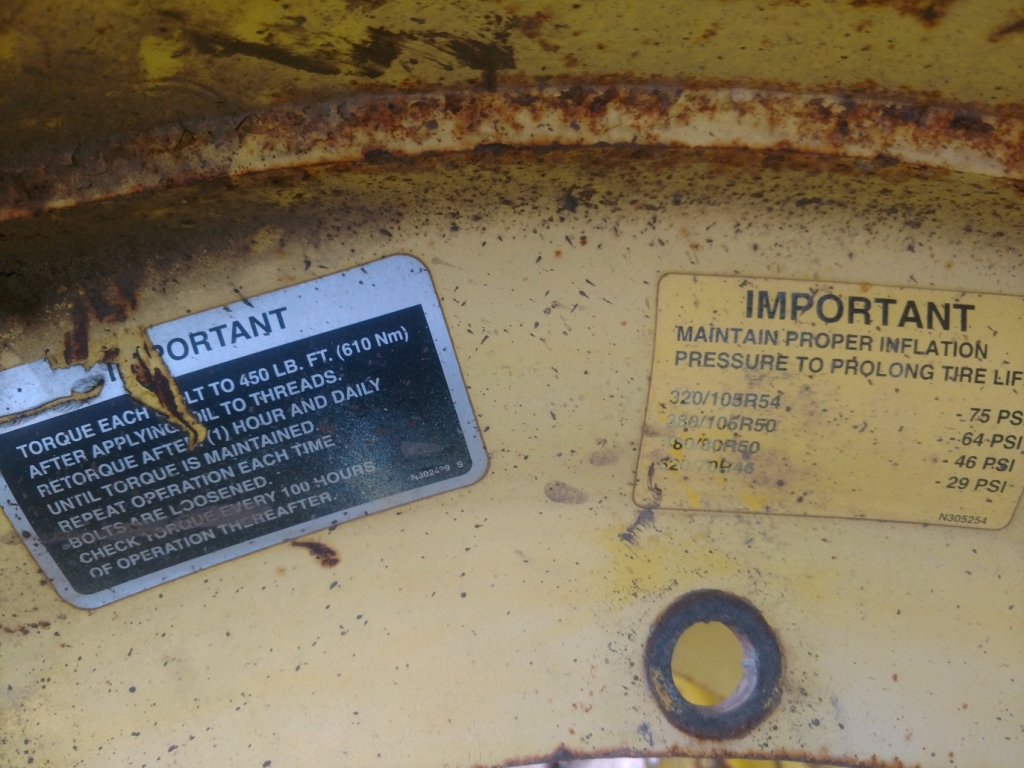 PORTANT
TORQUE EACH LT TO 450 LB. FT. (610 Nm)
AFTER APPLYING OIL TO THREADS.
RETORQUE AFTE (1) HOUR AND DAILY
UNTIL TORQUE IS MAINTAINED.
REPEAT OPERATION EACH TIME
BOLTS ARE LOOSENED.
CHECK TORQUE EVERY 100 HOURS
OF OPERATION THEREAFTER.
S
IMPORTANT
MAINTAIN PROPER INFLATION
PRESSURE TO PROLONG TIRE LIF
320/105R54 - 75 PS
/105R50 - 64 PSI
80/90R50 - 46 PSI
- 29 PSI
N305254